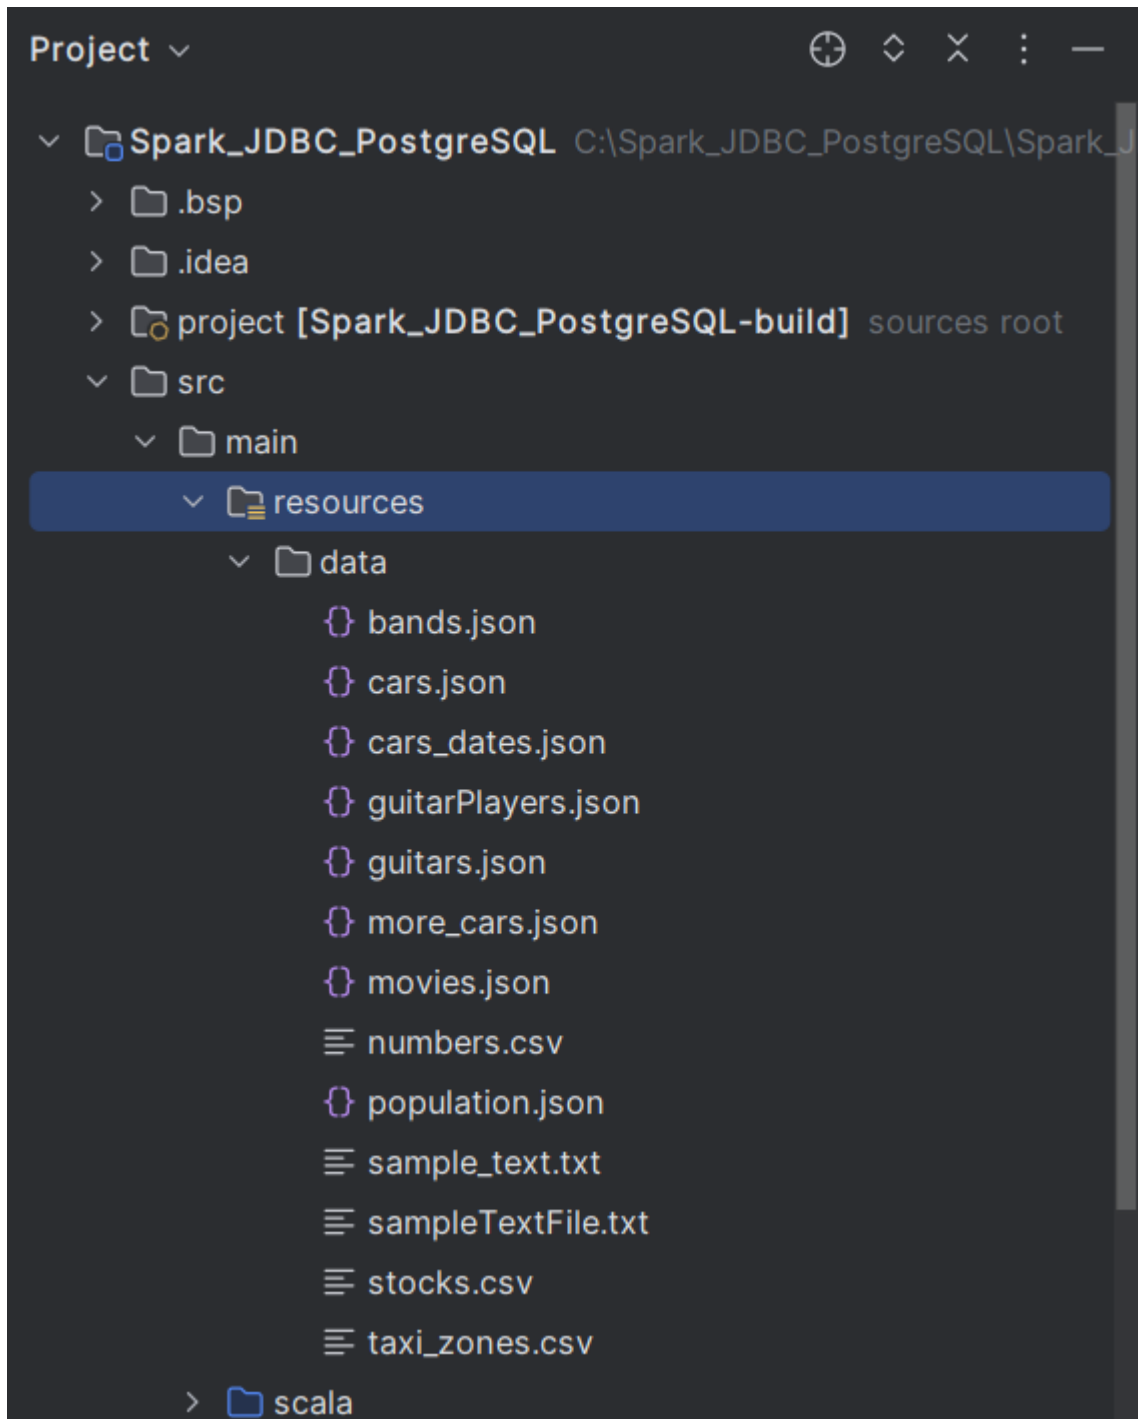 Project
Spark_JDBC_PostgreSQL C:\Spark_JDBC_PostgreSQL\Spark_J
.bsp
.idea
project [Spark_JDBC_PostgreSQL-build] sources root
src
main
resources
data
bands.json
cars.json
cars_dates.json
guitarPlayers.json
guitars.json
more_cars.json
movies.json
numbers.csv
population.json
sample_text.txt
sampleTextFile.txt
stocks.csv
taxi_zones.csv
scala